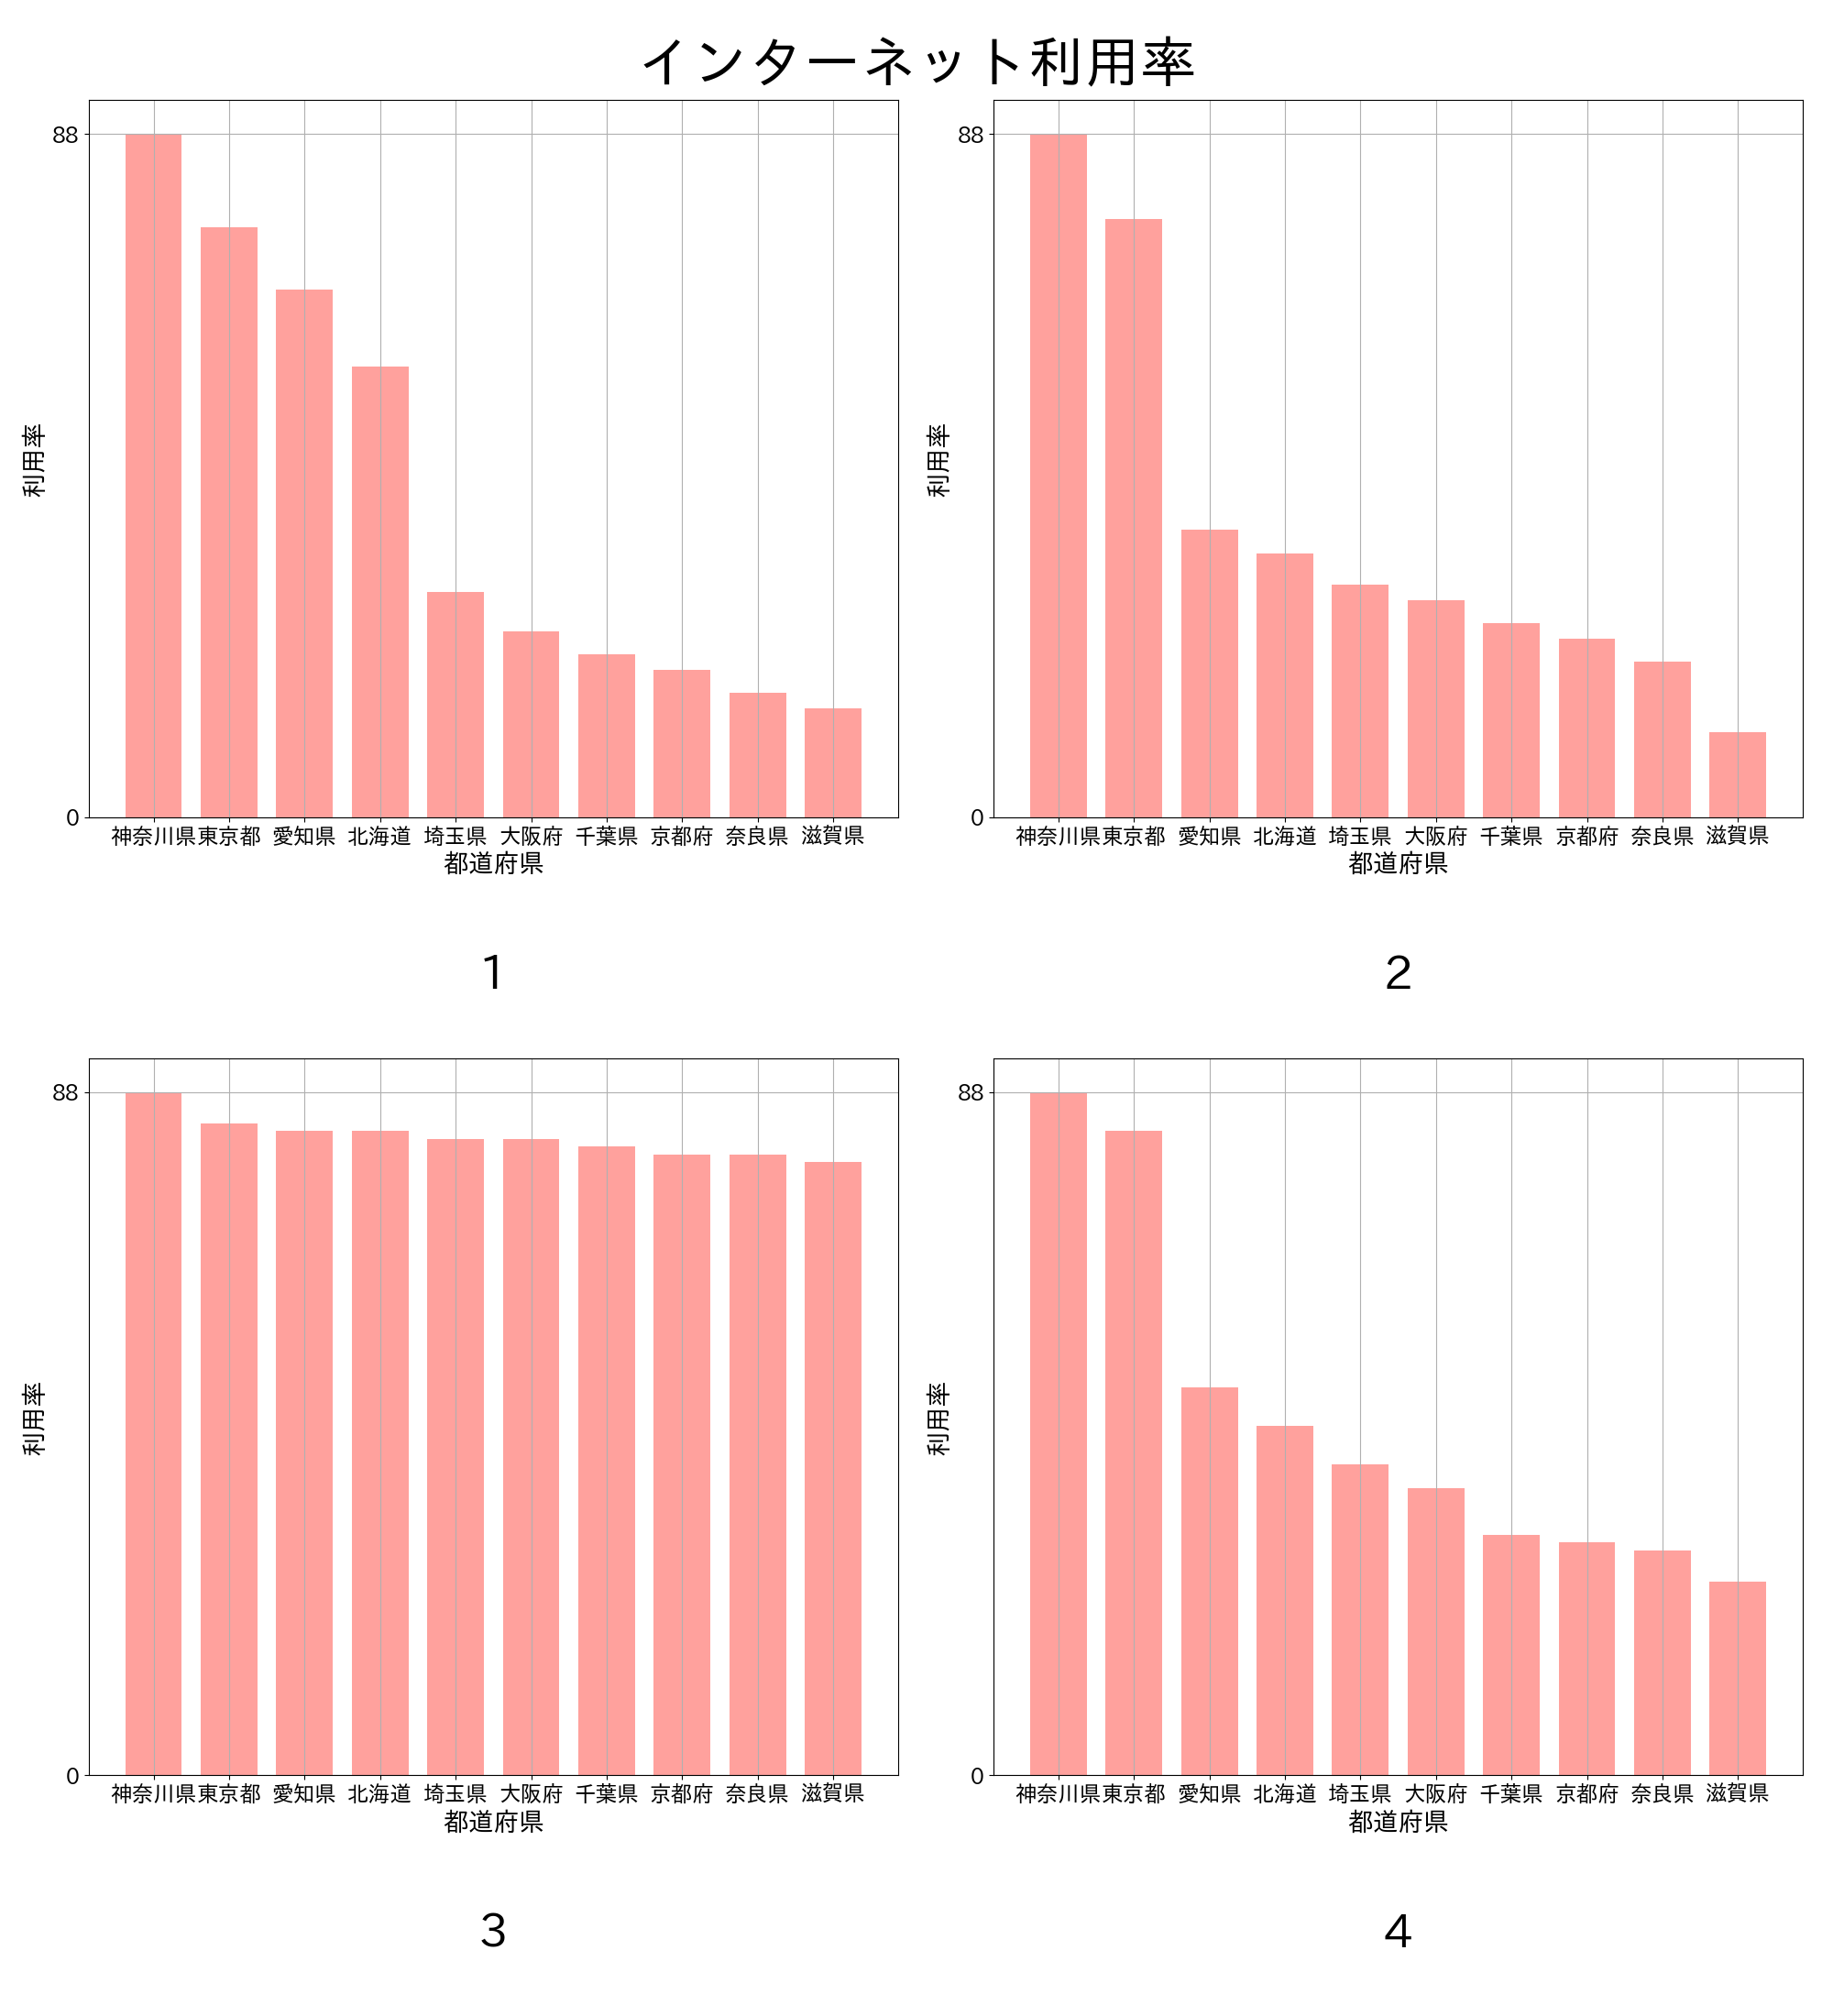 インターネット利用率
88
0
利用率
神奈川県 東京都 愛知県 北海道 埼玉県 大阪府 千葉県 京都府 奈良県 滋賀県
都道府県
1
88
0
利用率
神奈川県 東京都 愛知県 北海道 埼玉県 大阪府 千葉県 京都府 奈良県 滋賀県
都道府県
2
88
0
利用率
神奈川県 東京都 愛知県 北海道 埼玉県 大阪府 千葉県 京都府 奈良県 滋賀県
都道府県
3
88
0
利用率
神奈川県 東京都 愛知県 北海道 埼玉県 大阪府 千葉県 京都府 奈良県 滋賀県
都道府県
4